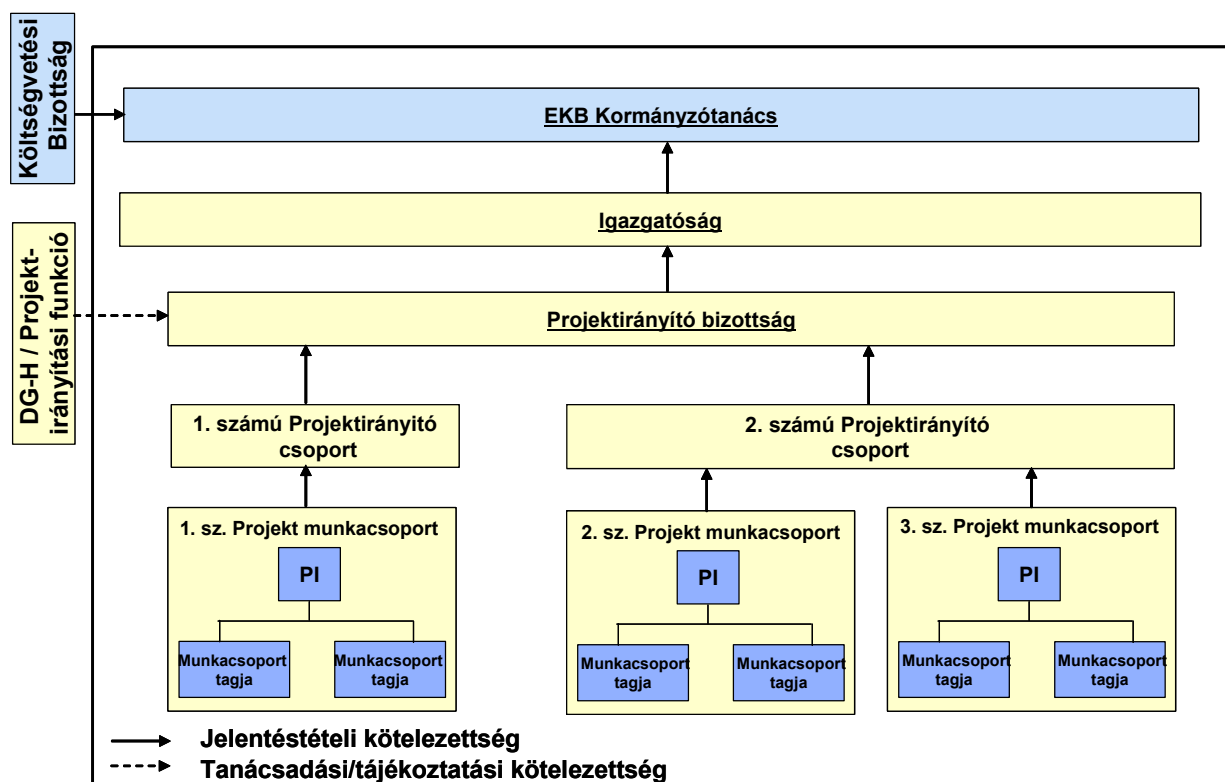 Költségvetési
Bizottság
EKB Kormányzótanács
Igazgatóság
DG-H / Projekt-
irányítási funkció
Projektirányító bizottság
1. számú Projektirányitó
csoport
2. számú Projektirányító
csoport
1. sz. Projekt munkacsoport
PI
Munkacsoport
tagja
Munkacsoport
tagja
2. sz. Projekt munkacsoport
PI
Munkacsoport
tagja
Munkacsoport
tagja
3. sz. Projekt munkacsoport
PI
Munkacsoport
tagja
Munkacsoport
tagja
Jelentéstételi kötelezettség
Tanácsadási/tájékoztatási kötelezettség